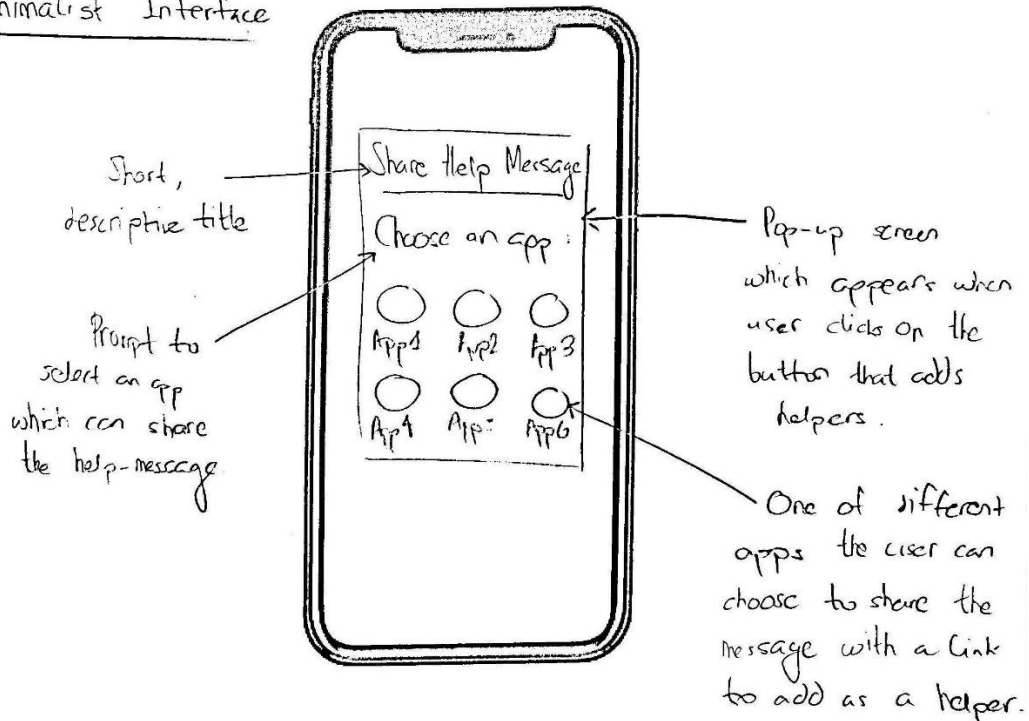 nimalist Interface
Short,
descriptive title
Prompt to
select an app
which can share
the help-message
Share Help Message
Choose an app :
App1 App2 App3
App4 App App6
Pop-up screen
which appears when
user clicks on the
button that adds
helpers.
One of different
apps the user can
choose to share the
message with a link
to add as a helper.